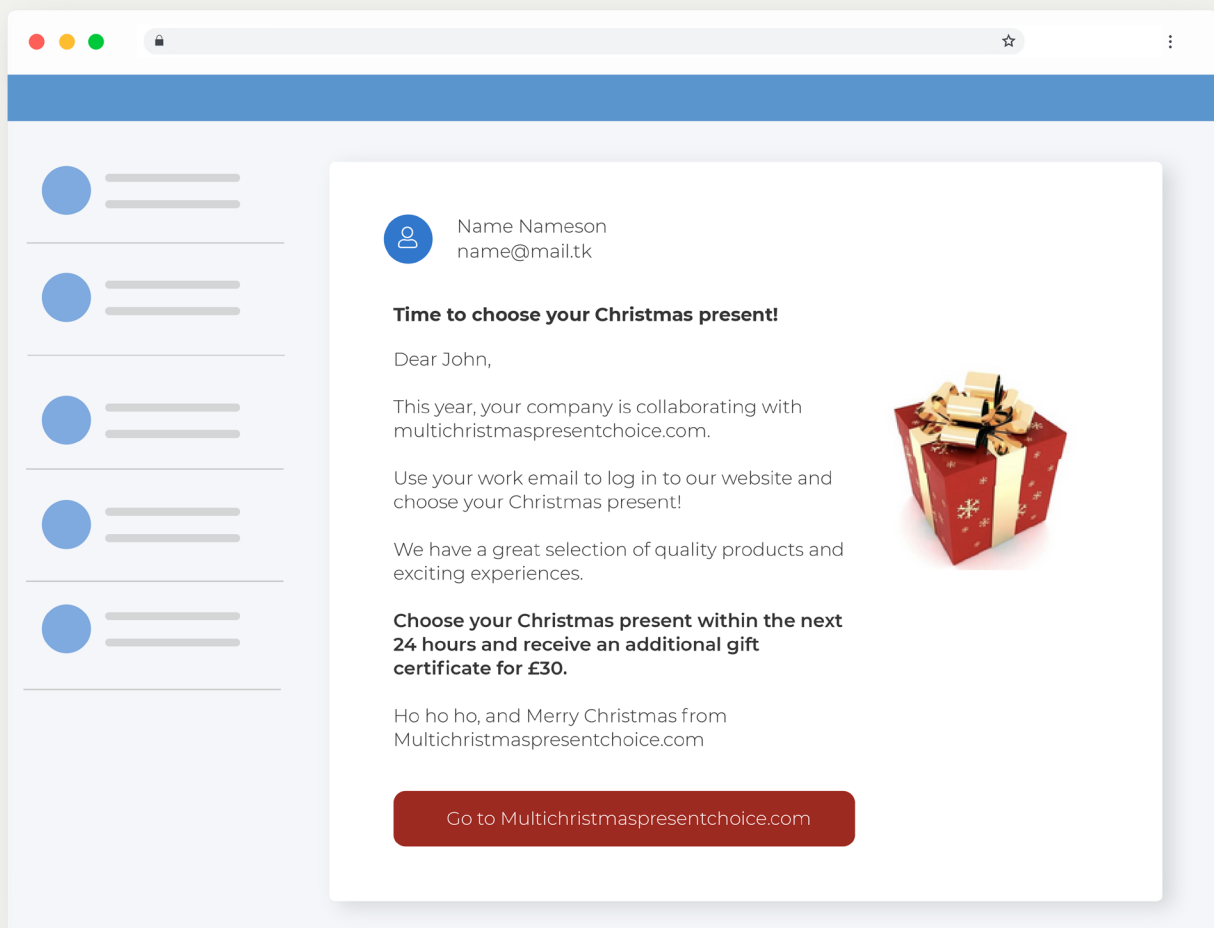 Name Nameson
name@mail.tk
Time to choose your Christmas present!
Dear John,
This year, your company is collaborating with
multichristmaspresentchoice.com.
Use your work email to log in to our website and
choose your Christmas present!
We have a great selection of quality products and
exciting experiences.
Choose your Christmas present within the next
24 hours and receive an additional gift
certificate for £30.
Ho ho ho, and Merry Christmas from
Multichristmaspresentchoice.com
Go to Multichristmaspresentchoice.com